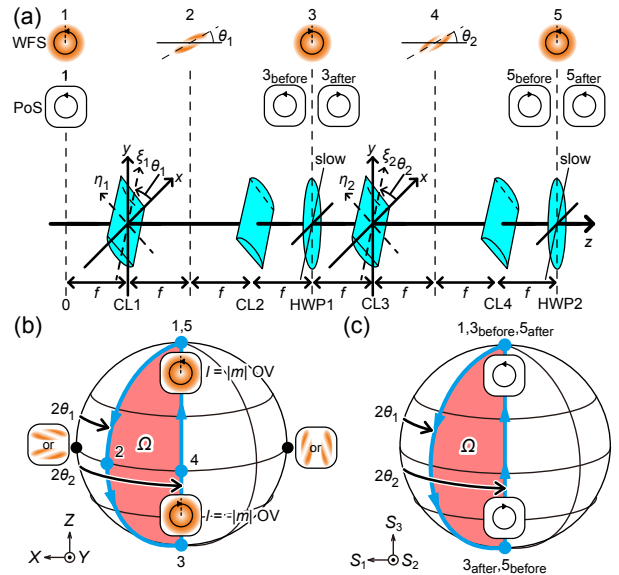 (a)
1 2 3 4 5
WFS θ1 θ2
1 3before 3after 5before 5after
PoS
y ξ1 θ1 x η1 slow y ξ2 θ2 x η2 slow
z
f f f f f f f f
0 CL1 CL2 HWP1 CL3 CL4 HWP2
(b)
1,5
l = |m| OV
2θ1
or
2
Ω
4
or
2θ2
l = -|m| OV
3
Z
X Y
(c)
1,3before,5after
2θ1
Ω
2θ2
S3
S1 S2
3after,5before